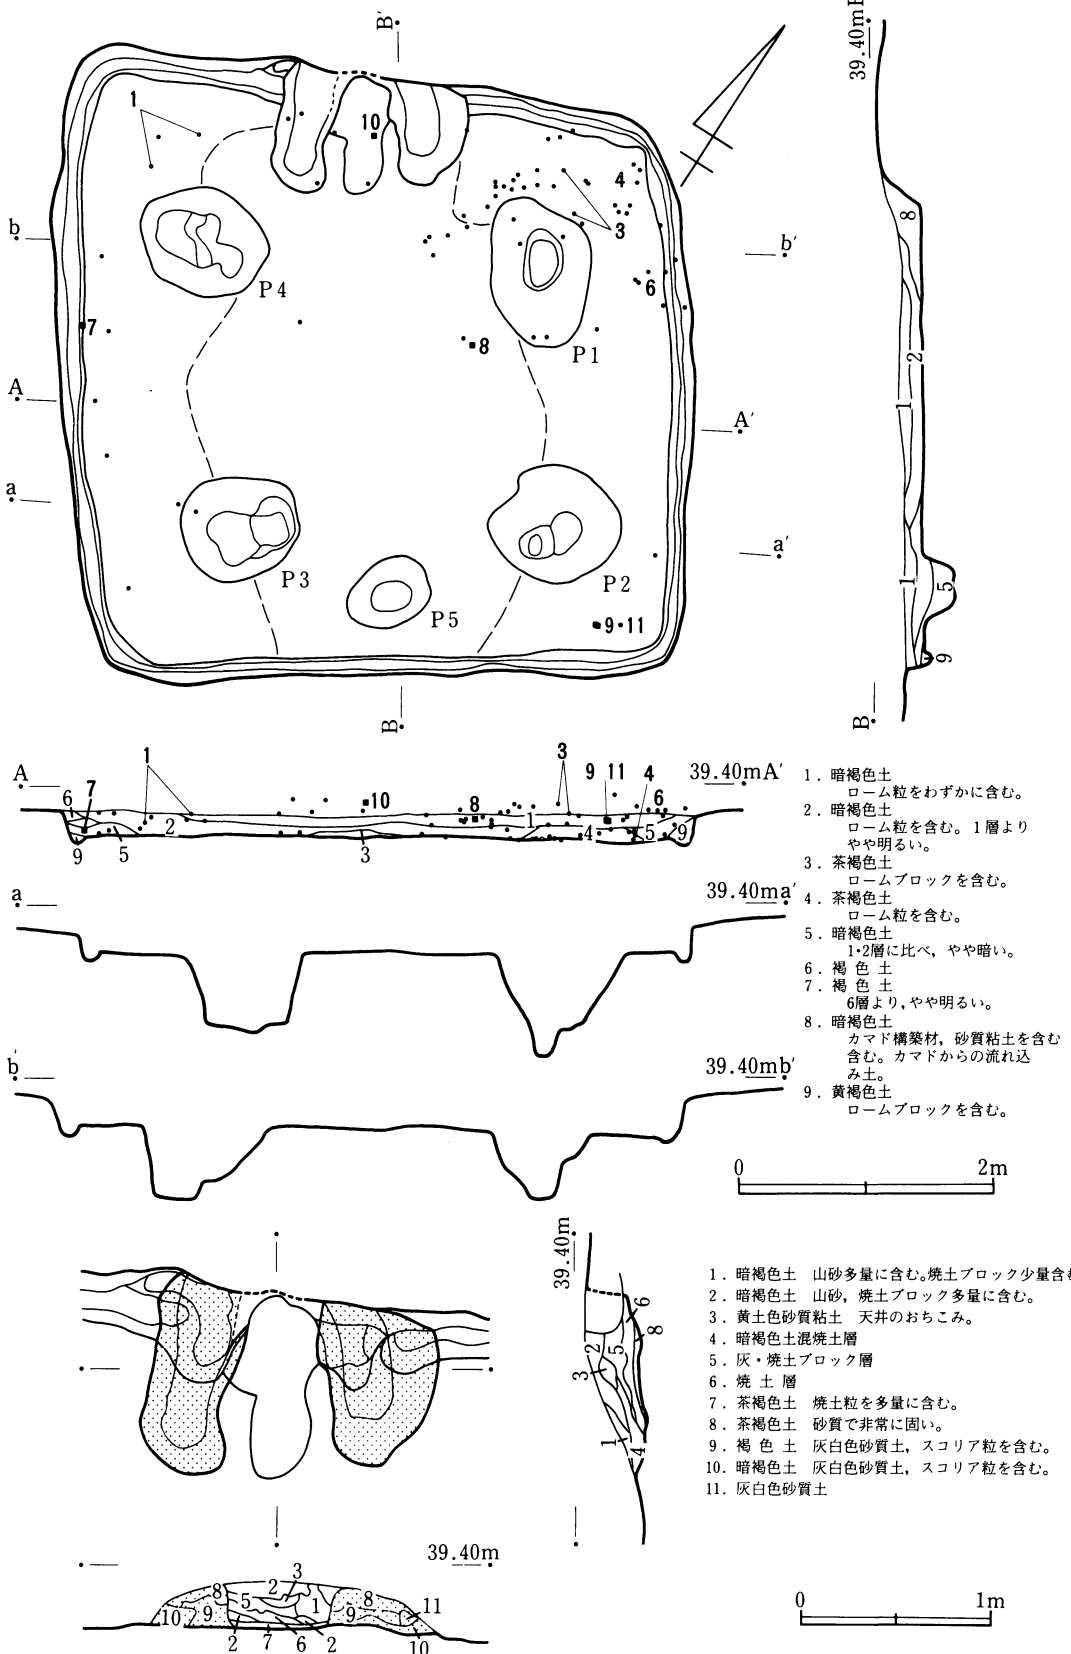 B′
39.40m
1
10
4
3
b
b′
P4
6
8
7
8
P1
2
A
A′
1
a
a′
P3
P2
1
5
P5
9・11
9
B
B
A
1
3
9 11 4
39.40mA′
6
7
10
8
6
2
1
4
5
9
9
5
3
a
39.40ma′
b′
39.40mb′
1．暗褐色土
ローム粒をわずかに含む。
2．暗褐色土
ローム粒を含む。1層より
やや明るい。
3．茶褐色土
ロームブロックを含む。
4．茶褐色土
ローム粒を含む。
5．暗褐色土
1・2層に比べ，やや暗い。
6．褐 色 土
7．褐 色 土
6層より，やや明るい。
8．暗褐色土
カマド構築材，砂質粘土を含む
含む。カマドからの流れ込
み土。
9．黄褐色土
ロームブロックを含む。
0 2m
39.40m
6
8
2
5
3
1
4
1．暗褐色土 山砂多量に含む。焼土ブロック少量含
2．暗褐色土 山砂，焼土ブロック多量に含む。
3．黄土色砂質粘土 天井のおちこみ。
4．暗褐色土混焼土層
5．灰・焼土ブロック層
6．焼 土 層
7．茶褐色土 焼土粒を多量に含む。
8．茶褐色土 砂質で非常に固い。
9．褐 色 土 灰白色砂質土，スコリア粒を含む。
10．暗褐色土 灰白色砂質土，スコリア粒を含む。
11．灰白色砂質土
39.40m
3
8
2
8
5
1
11
10
9
9
2
7
6
2
10
0 1m